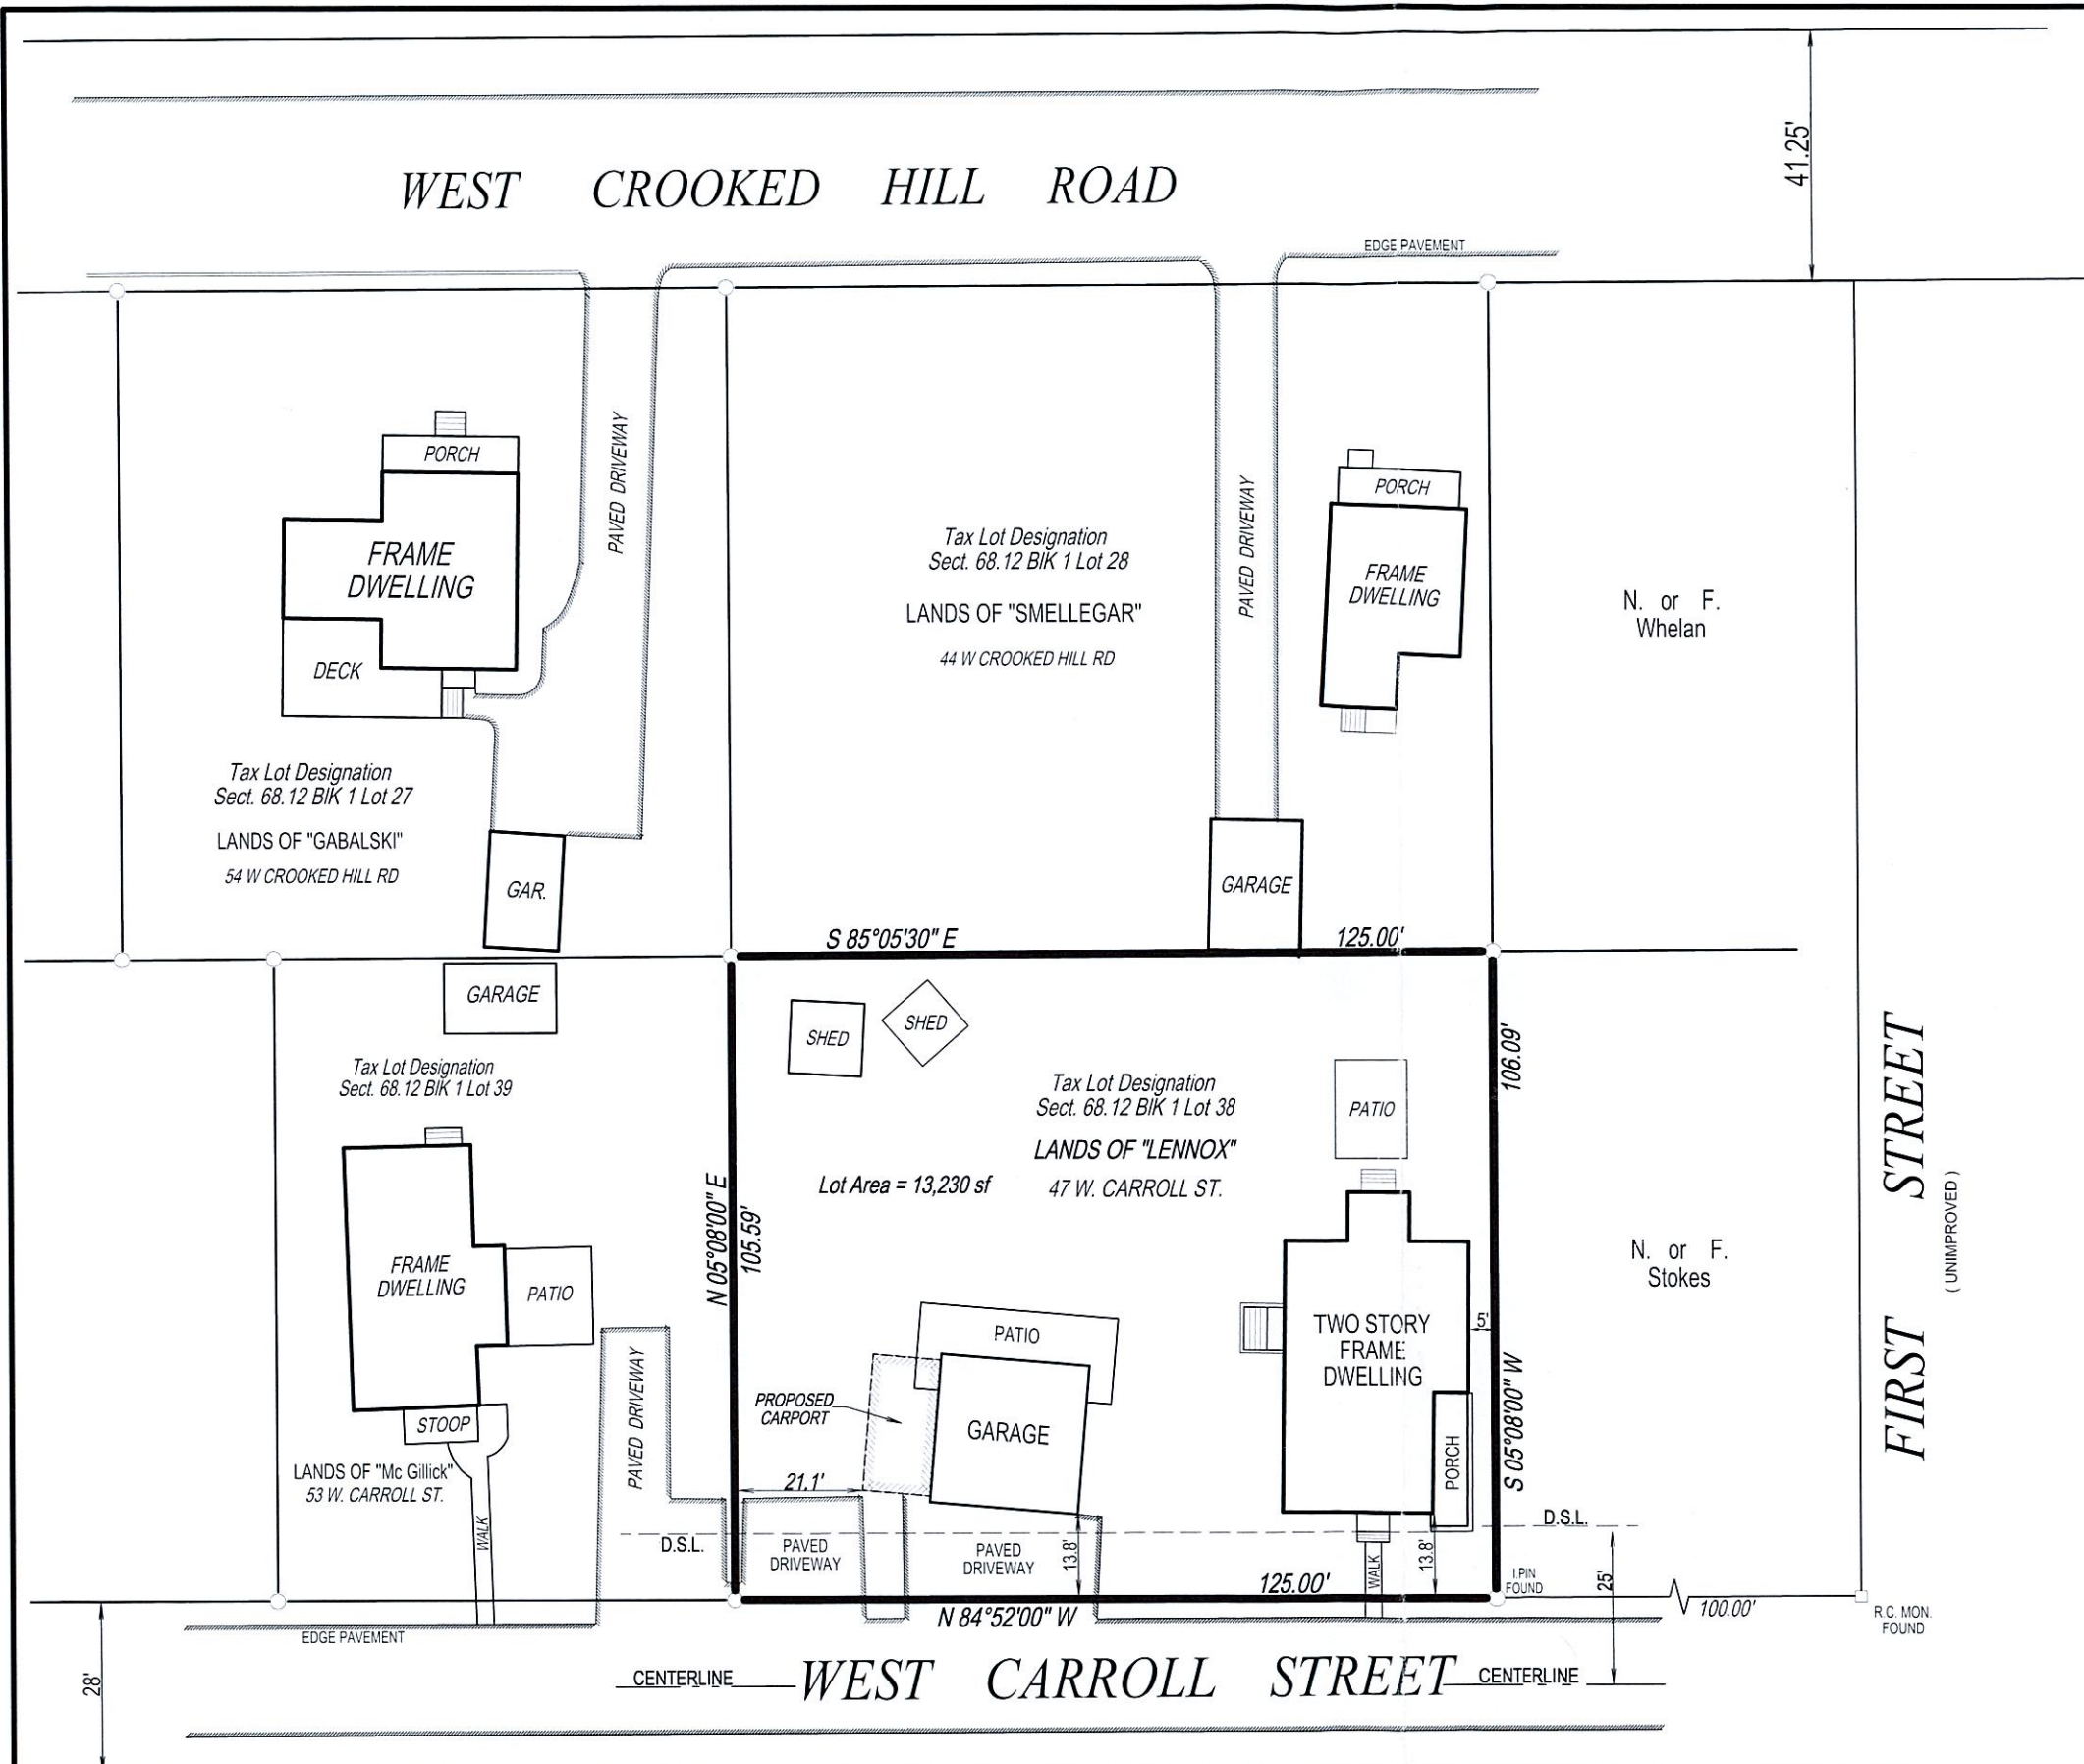 41.25'
WEST CROOKED HILL ROAD
EDGE PAVEMENT
PORCH
FRAME
DWELLING
DECK
PAVED DRIVEWAY
Tax Lot Designation
Sect. 68.12 BlK 1 Lot 27
LANDS OF "GABALSKI"
54 W CROOKED HILL RD
GAR.
Tax Lot Designation
Sect. 68.12 BlK 1 Lot 28
LANDS OF "SMELLEGAR"
44 W CROOKED HILL RD
PAVED DRIVEWAY
PORCH
FRAME
DWELLING
GARAGE
N. or F.
Whelan
S 85°05'30" E
125.00'
GARAGE
Tax Lot Designation
Sect. 68.12 BlK 1 Lot 39
FRAME
DWELLING
PATIO
STOOP
LANDS OF "Mc Gillick"
53 W. CARROLL ST.
WALK
PAVED DRIVEWAY
N 05°08'00" E
105.59'
SHED
SHED
Tax Lot Designation
Sect. 68.12 BlK 1 Lot 38
LANDS OF "LENNOX"
Lot Area = 13,230 sf
47 W. CARROLL ST.
PATIO
106.09'
TWO STORY
FRAME
DWELLING
5'
PORCH
S 05°08'00" W
PATIO
PROPOSED
CARPORT
GARAGE
21.1'
D.S.L.
PAVED
DRIVEWAY
PAVED
DRIVEWAY
13.8'
WALK
13.8'
D.S.L.
I.PIN
FOUND
25'
125.00'
N 84°52'00" W
100.00'
R.C. MON.
FOUND
N. or F.
Stokes
FIRST STREET
( UNIMPROVED )
EDGE PAVEMENT
28'
CENTERLINE
WEST CARROLL STREET
CENTERLINE